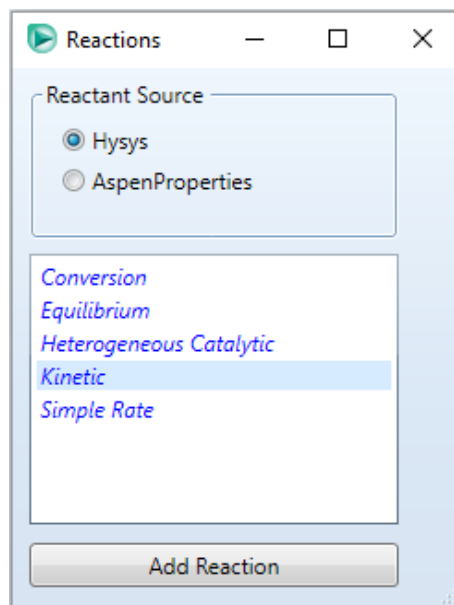 Reactions
Reactant Source
Hysys
AspenProperties
Conversion
Equilibrium
Heterogeneous Catalytic
Kinetic
Simple Rate
Add Reaction